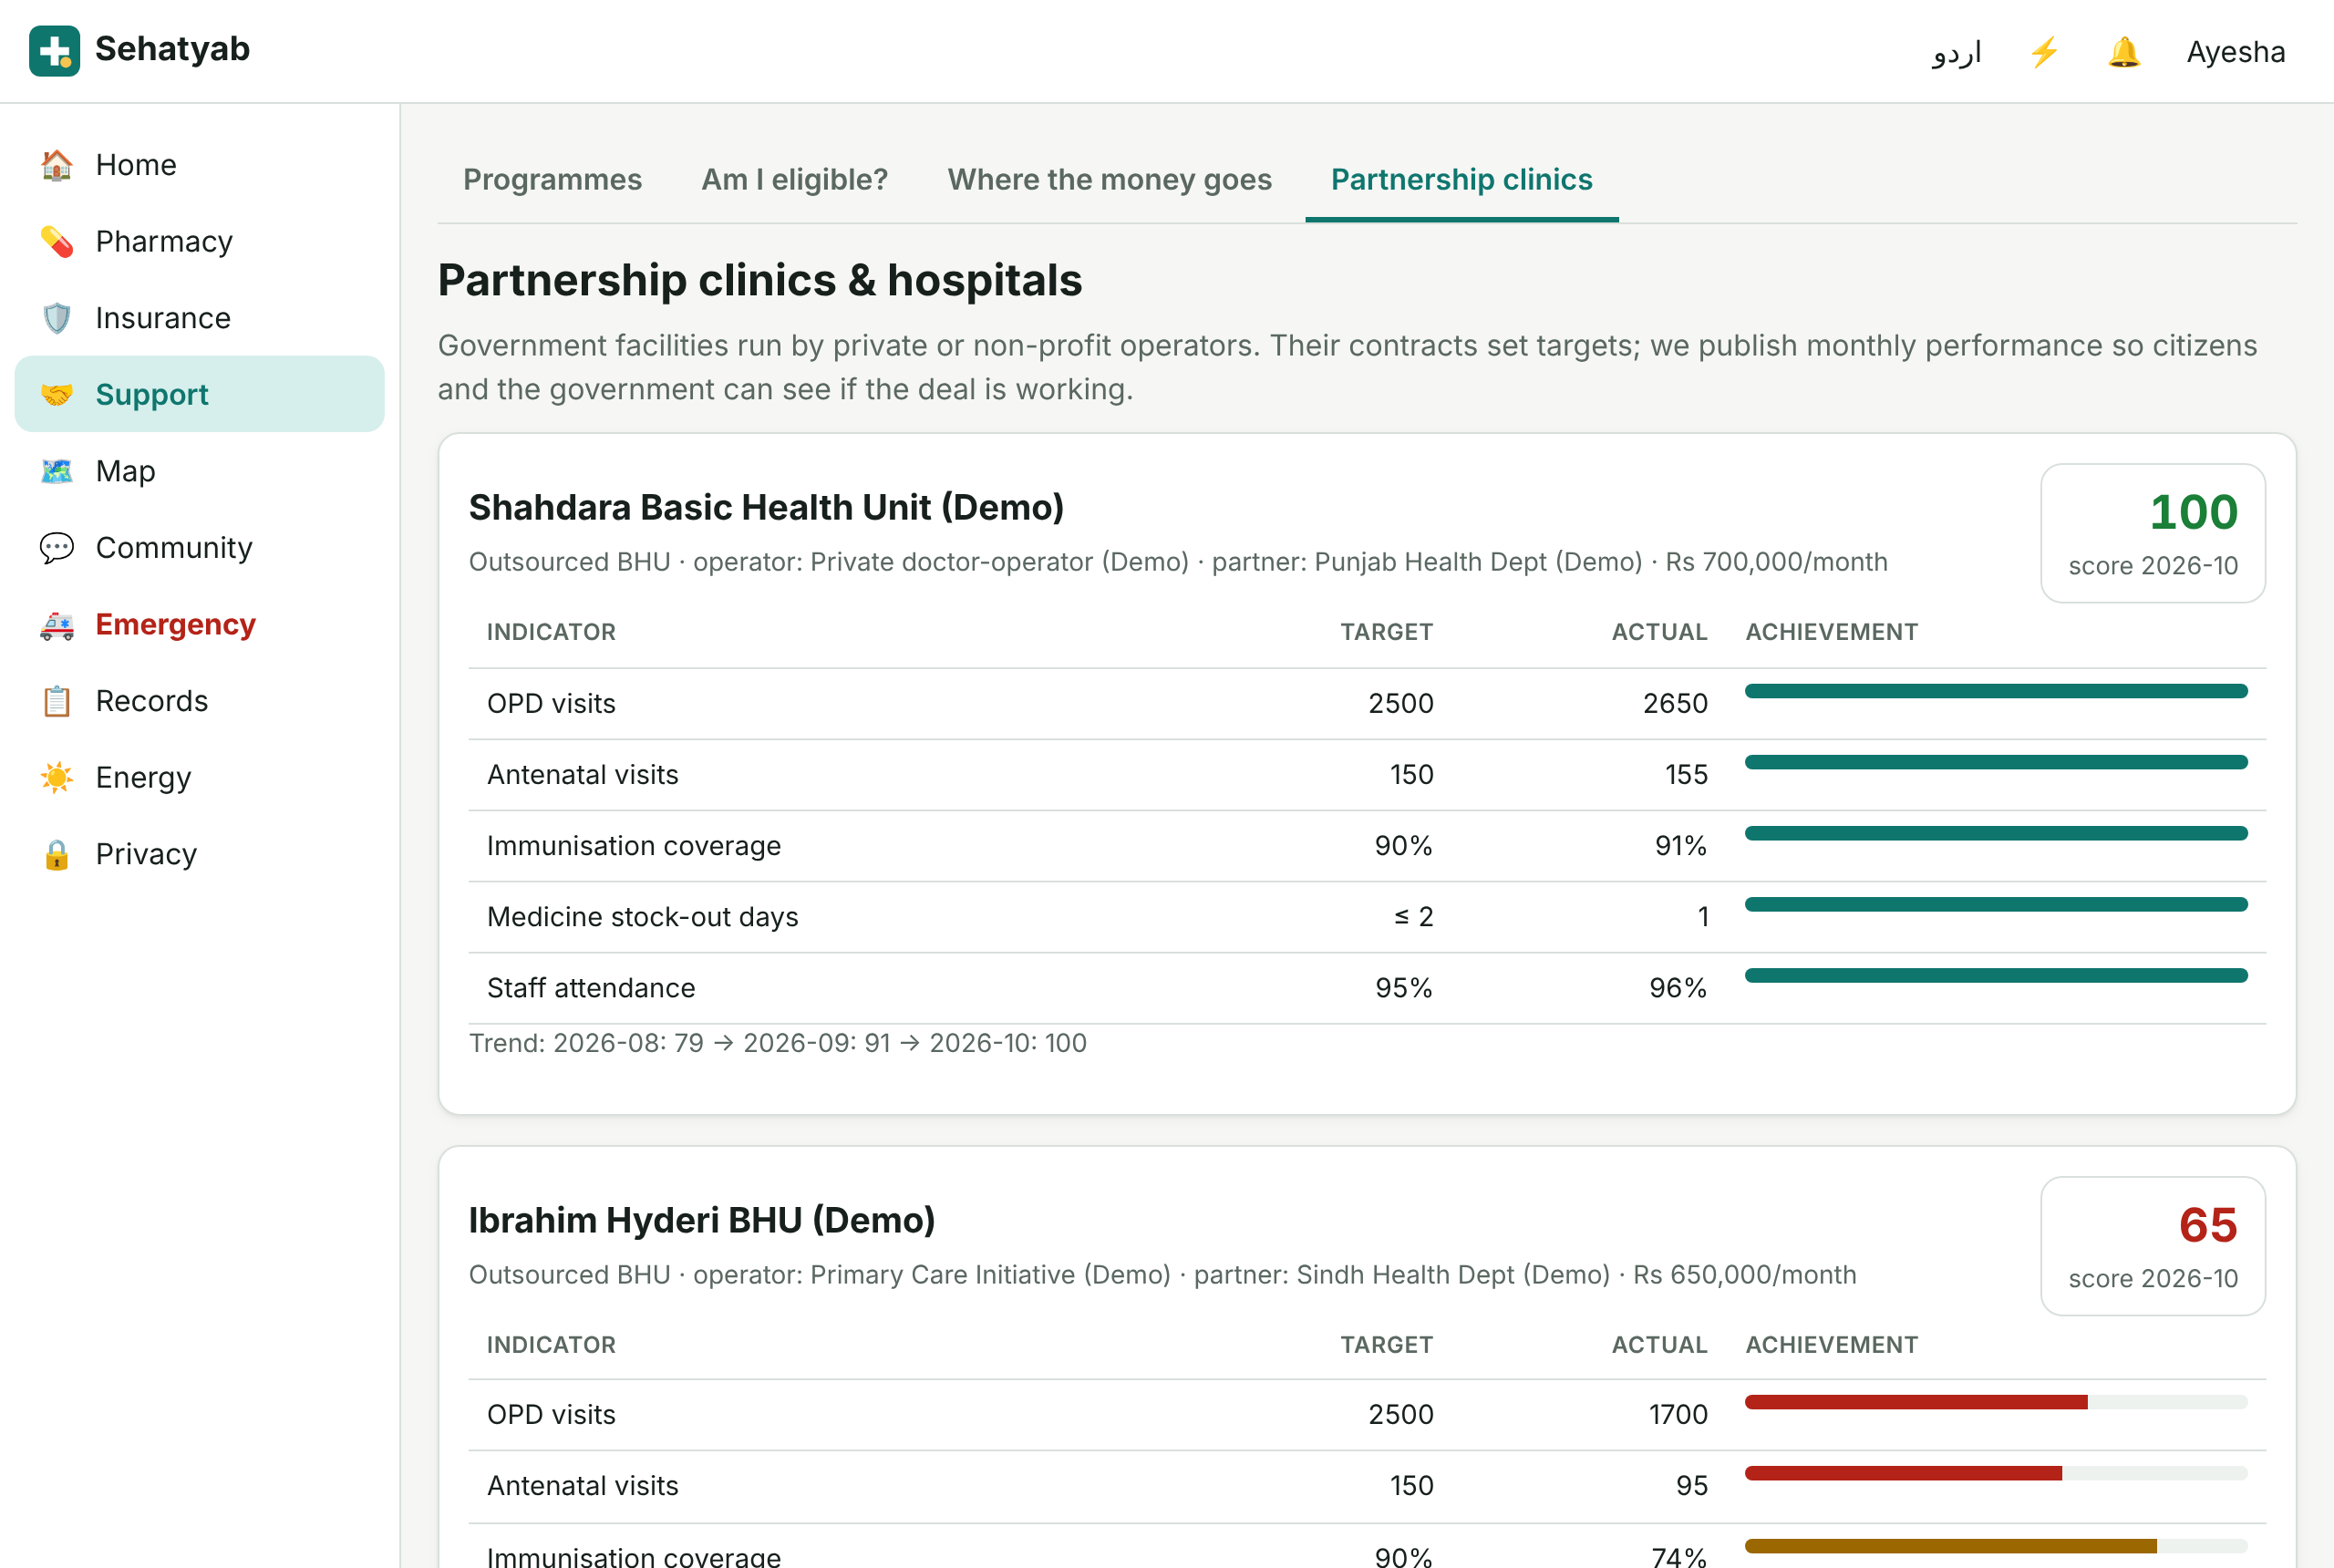 Sehatyab
اردو
Ayesha
Home
Pharmacy
Insurance
Support
Map
Community
Emergency
Records
Energy
Privacy
Programmes Am I eligible? Where the money goes Partnership clinics
Partnership clinics & hospitals
Government facilities run by private or non-profit operators. Their contracts set targets; we publish monthly performance so citizens
and the government can see if the deal is working.
Shahdara Basic Health Unit (Demo)
Outsourced BHU · operator: Private doctor-operator (Demo) · partner: Punjab Health Dept (Demo) · Rs 700,000/month
100
score 2026-10
INDICATOR TARGET ACTUAL ACHIEVEMENT
OPD visits 2500 2650
Antenatal visits 150 155
Immunisation coverage 90% 91%
Medicine stock-out days ≤ 2 1
Staff attendance 95% 96%
Trend: 2026-08: 79 → 2026-09: 91 → 2026-10: 100
Ibrahim Hyderi BHU (Demo)
Outsourced BHU · operator: Primary Care Initiative (Demo) · partner: Sindh Health Dept (Demo) · Rs 650,000/month
65
score 2026-10
INDICATOR TARGET ACTUAL ACHIEVEMENT
OPD visits 2500 1700
Antenatal visits 150 95
Immunisation coverage 90% 74%